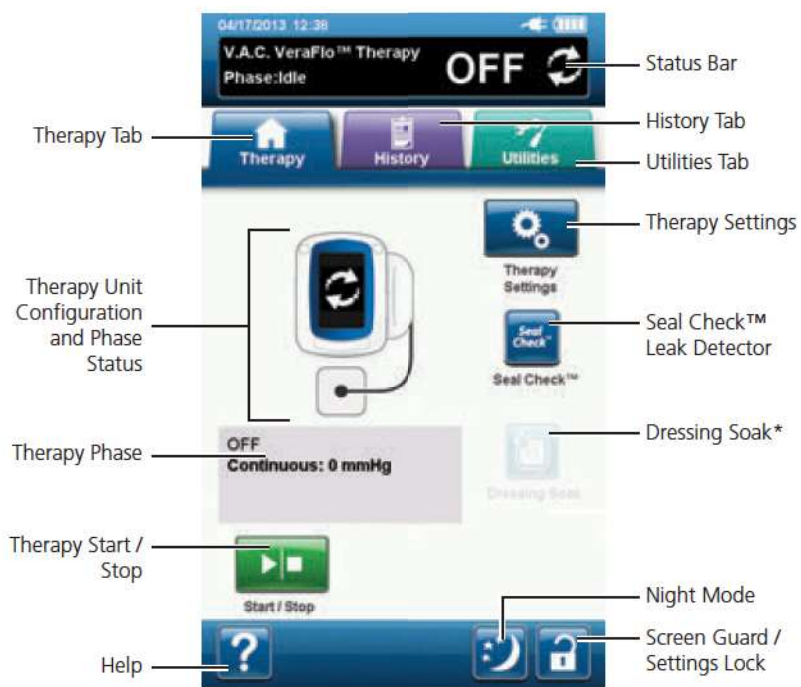 04/17/2013 12:38
V.A.C. VeraFlo™ Therapy
Phase:Idle
OFF
Status Bar
Therapy Tab
History Tab
Utilities Tab
Therapy
History
Utilities
Therapy Settings
Therapy
Settings
Therapy Unit
Configuration
and Phase
Status
Seal
Check™
Seal Check™
Seal Check™
Leak Detector
Dressing Soak*
Dressing Soak
Therapy Phase
OFF
Continuous: 0 mmHg
Therapy Start /
Stop
Start / Stop
Night Mode
Screen Guard /
Settings Lock
?
Help